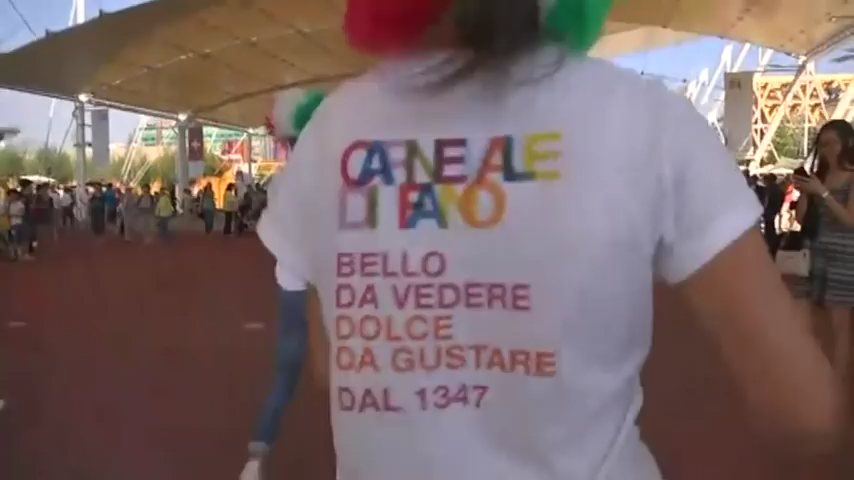 CARNEVALE
DI FANO
BELLO
DA VEDERE
DOLCE
DA GUSTARE
DAL 1347